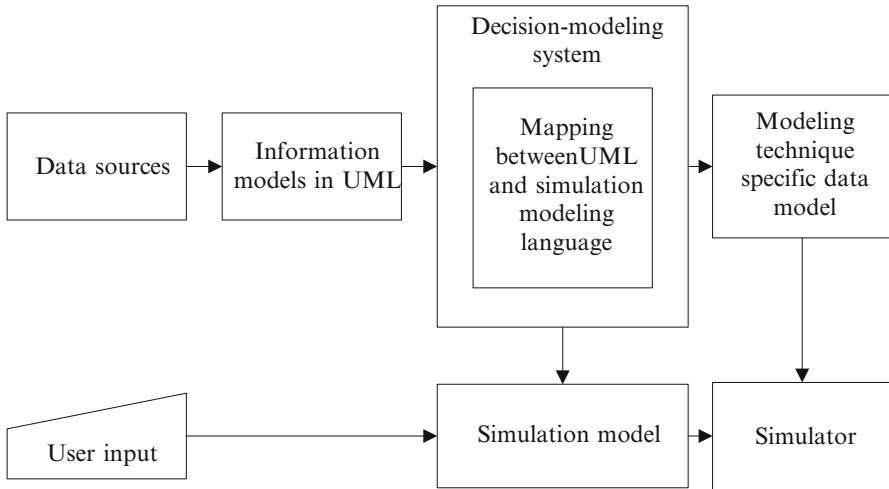 Decision-modeling
system
Data sources
Information
models in UML
Mapping
betweenUML
and simulation
modeling
language
Modeling
technique
specific data
model
User input
Simulation model
Simulator